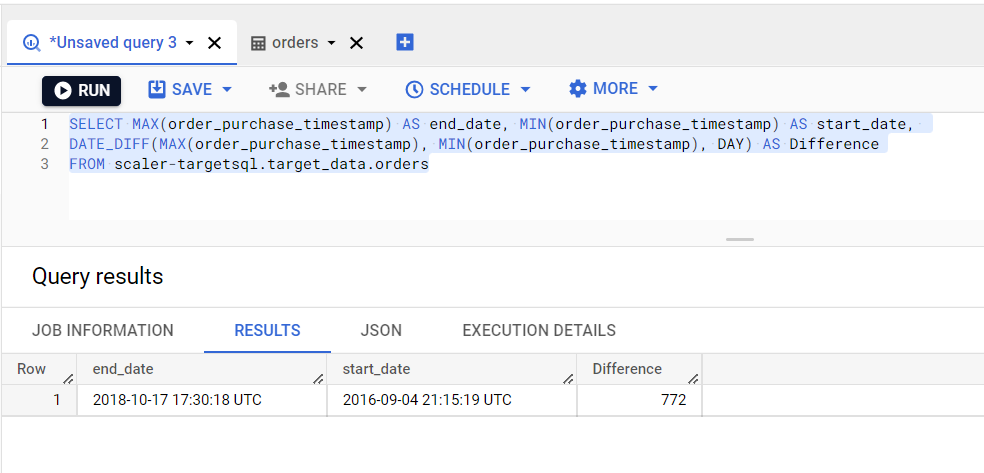 *Unsaved query 3 orders
RUN SAVE SHARE SCHEDULE MORE
1 SELECT MAX(order_purchase_timestamp) AS end_date, MIN(order_purchase_timestamp) AS start_date,
2 DATE_DIFF(MAX(order_purchase_timestamp), MIN(order_purchase_timestamp), DAY) AS Difference
3 FROM scaler-targetsql.target_data.orders
Query results
JOB INFORMATION RESULTS JSON EXECUTION DETAILS
Row end_date start_date Difference
1 2018-10-17 17:30:18 UTC 2016-09-04 21:15:19 UTC 772